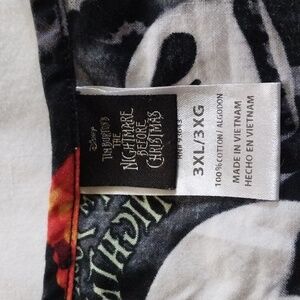 Disney
TIM BURTON'S
THE
NIGHTMARE
BEFORE
CHRISTMAS
3XL/3XG
100%COTTON/ALGODON
MADE IN VIETNAM
HECHO EN VIETNAM